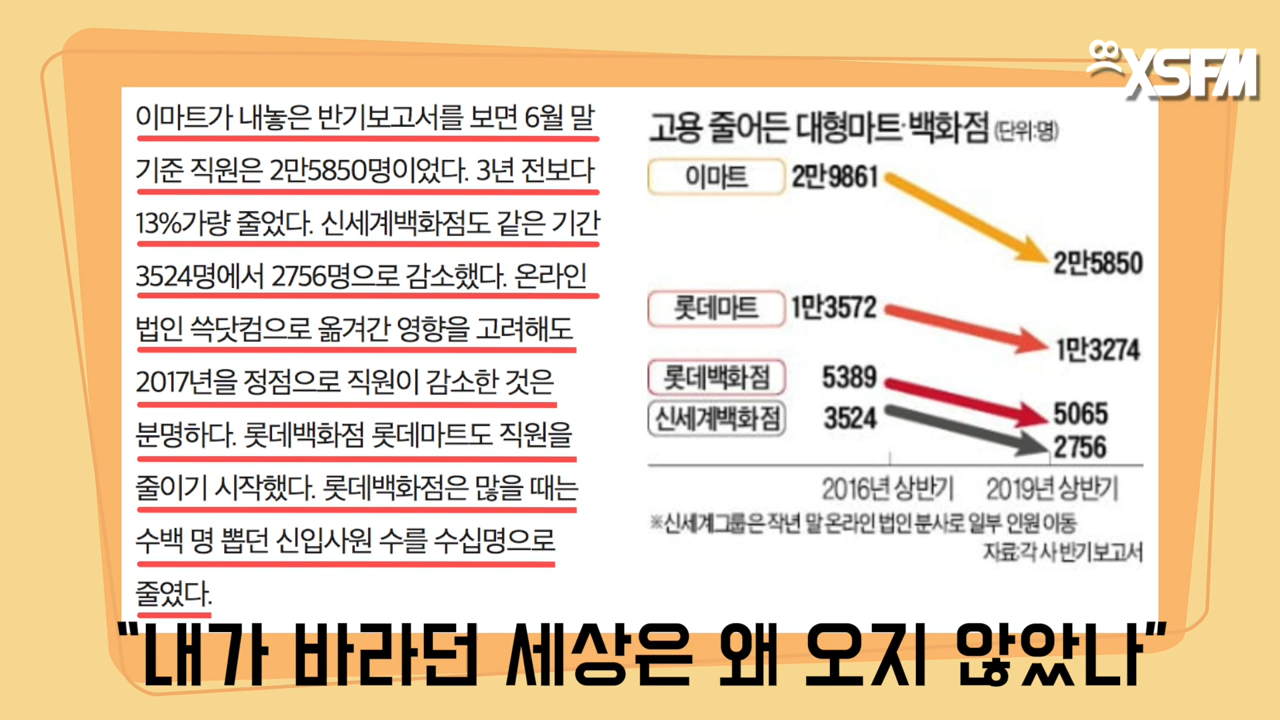 XSFM
이마트가 내놓은 반기보고서를 보면 6월 말
기준 직원은 2만5850명이었다. 3년 전보다
13%가량 줄었다. 신세계백화점도 같은 기간
3524명에서 2756명으로 감소했다. 온라인
법인 쓱닷컴으로 옮겨간 영향을 고려해도
2017년을 정점으로 직원이 감소한 것은
분명하다. 롯데백화점 롯데마트도 직원을
줄이기 시작했다. 롯데백화점은 많을 때는
수백 명 뽑던 신입사원 수를 수십명으로
줄였다.
고용 줄어든 대형마트·백화점 (단위:명)
이마트 2만9861
2만5850
롯데마트 1만3572
1만3274
롯데백화점 5389
5065
신세계백화점 3524
2756
2016년 상반기 2019년 상반기
※신세계그룹은 작년 말 온라인 법인 분사로 일부 인원 이동
자료:각 사 반기보고서
"내가 바라던 세상은 왜 오지 않았나"